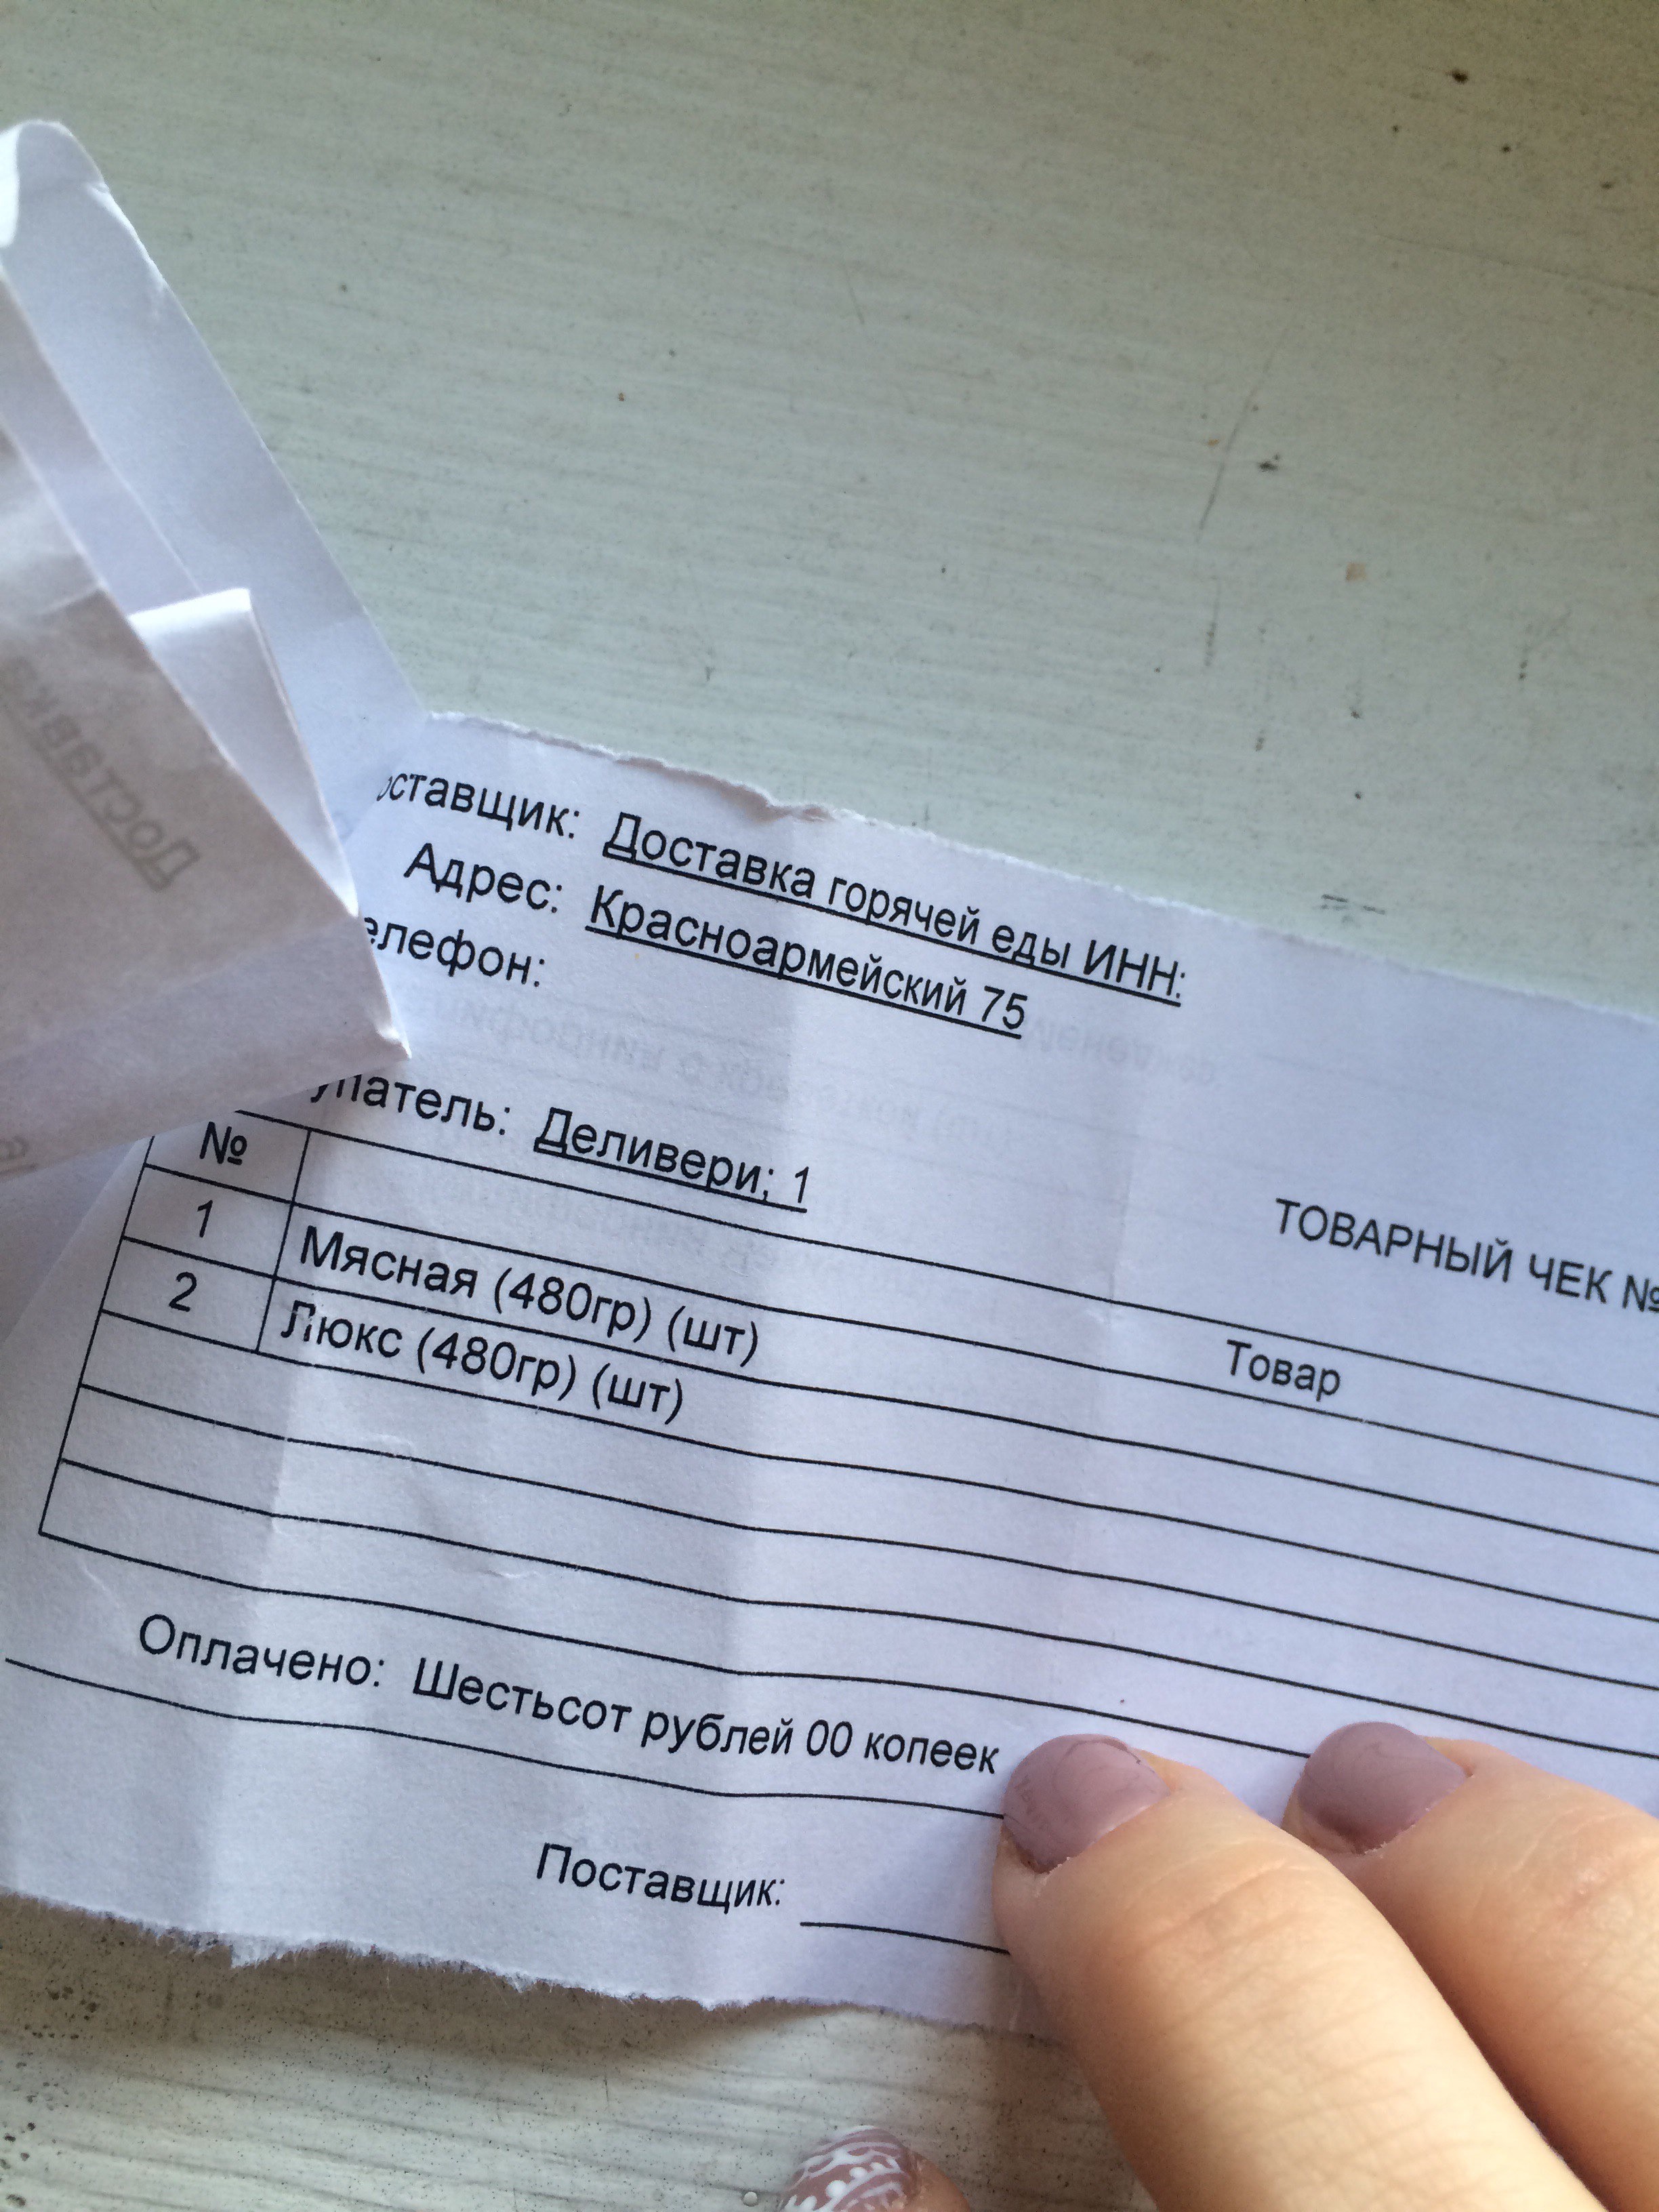 оставщик: Доставка горячей еды ИНН:
Адрес: Красноармейский 75
елефон:
упатель: Деливери; 1
ТОВАРНЫЙ ЧЕК №
№ Товар
1 Мясная (480гр) (шт)
2 Люкс (480гр) (шт)
Оплачено: Шестьсот рублей 00 копеек
Поставщик:
Доставка